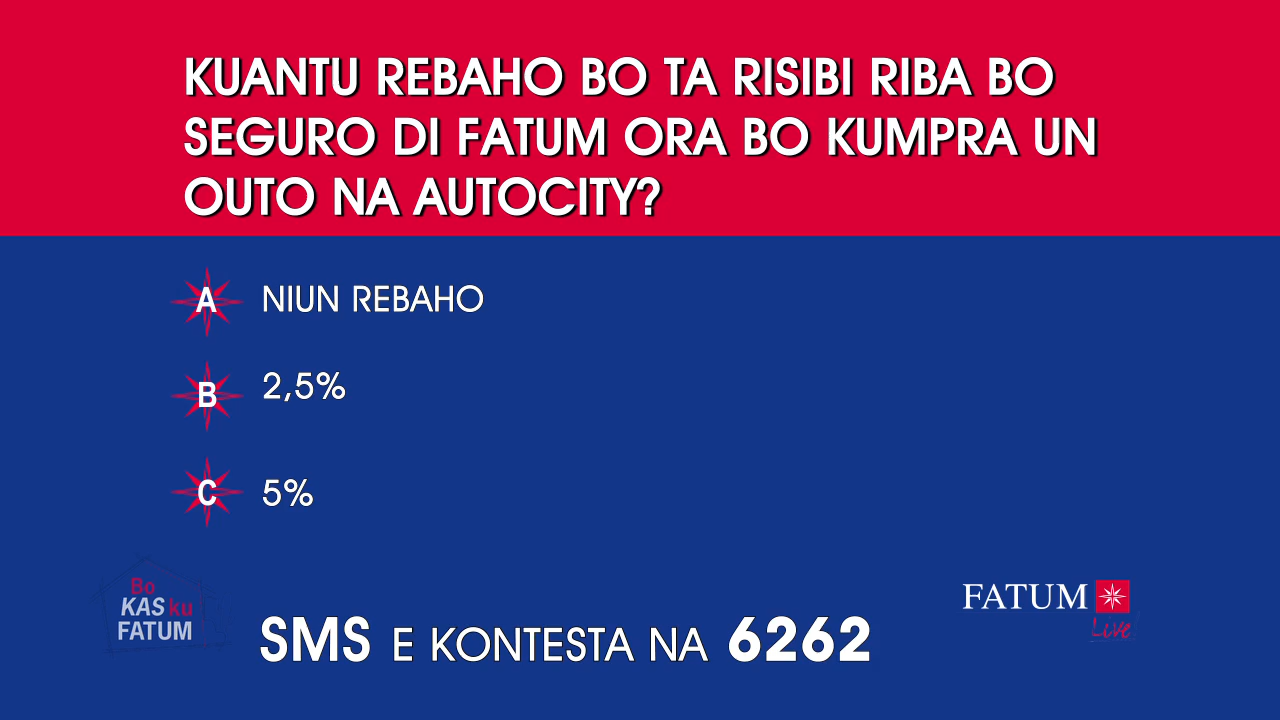 KUANTU REBAHO BO TA RISIBI RIBA BO
SEGURO DI FATUM ORA BO KUMPRA UN
OUTO NA AUTOCITY?
A NIUN REBAHO
B 2,5%
C 5%
Bo
KAS ku
FATUM
SMS E KONTESTA NA 6262
FATUM
Live